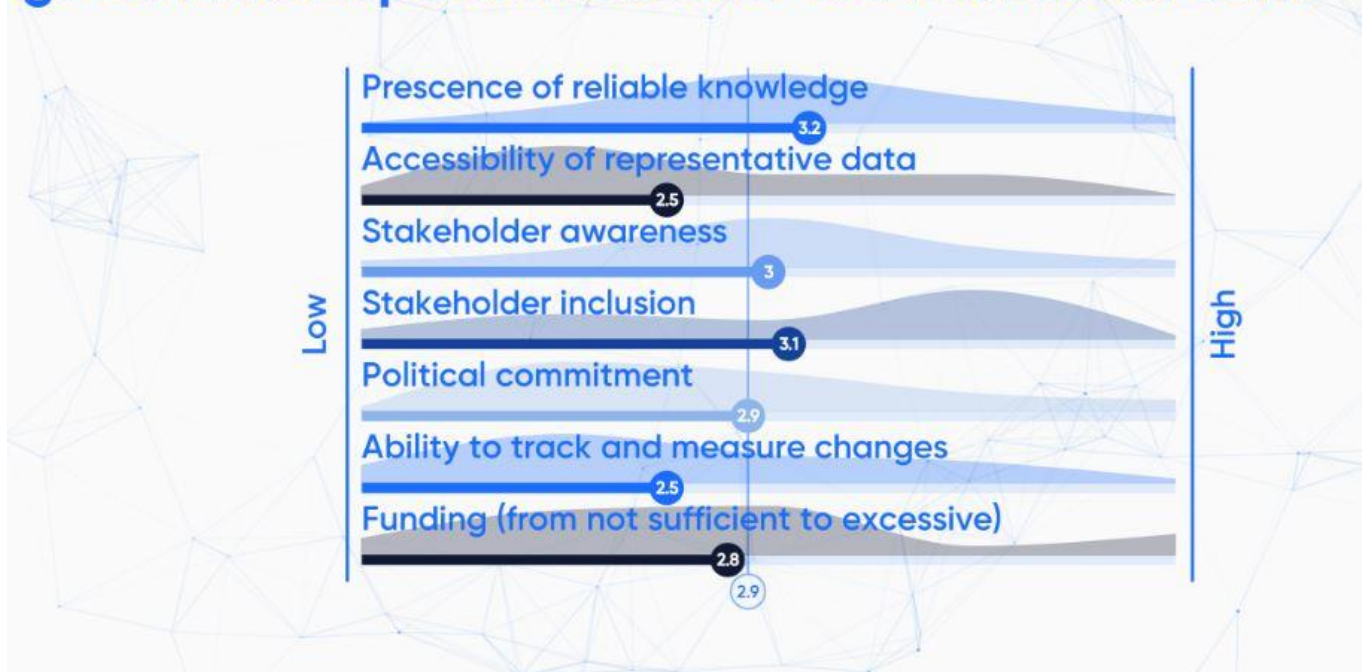 Prescence of reliable knowledge
3.2
Accessibility of representative data
2.5
Stakeholder awareness
3
Stakeholder inclusion
3.1
Political commitment
2.9
Ability to track and measure changes
2.5
Funding (from not sufficient to excessive)
2.8
2.9
Low
High